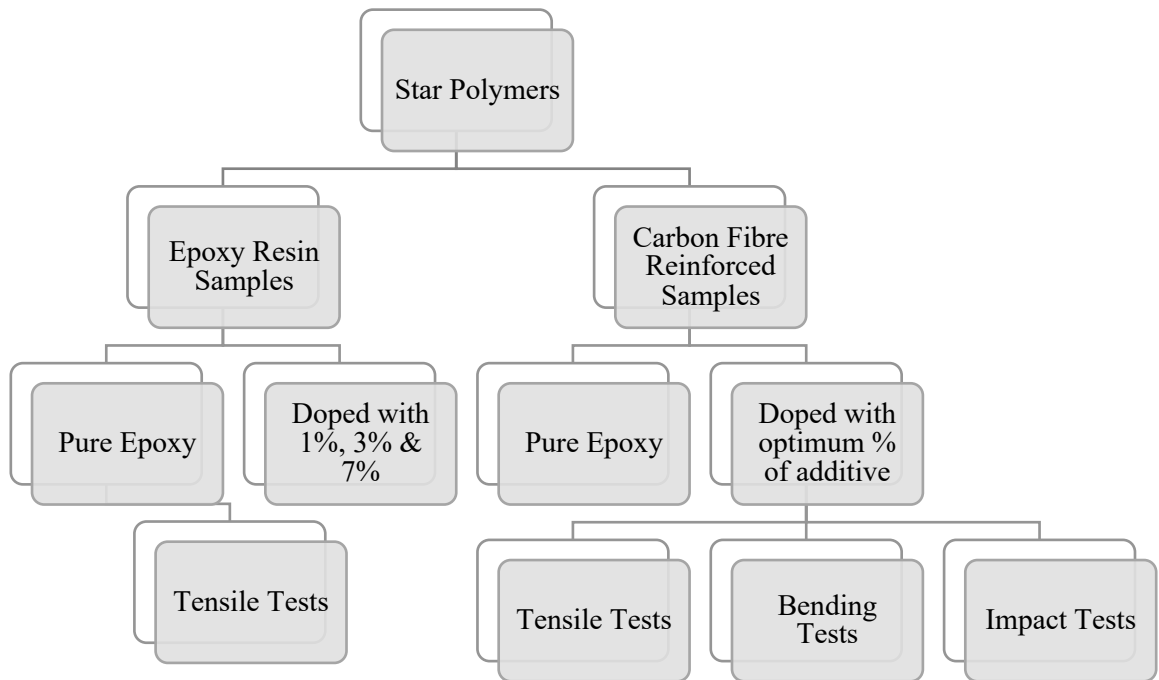 Star Polymers
Epoxy Resin
Samples
Carbon Fibre
Reinforced
Samples
Pure Epoxy
Doped with
1%, 3% &
7%
Pure Epoxy
Doped with
optimum %
of additive
Tensile Tests
Tensile Tests
Bending
Tests
Impact Tests